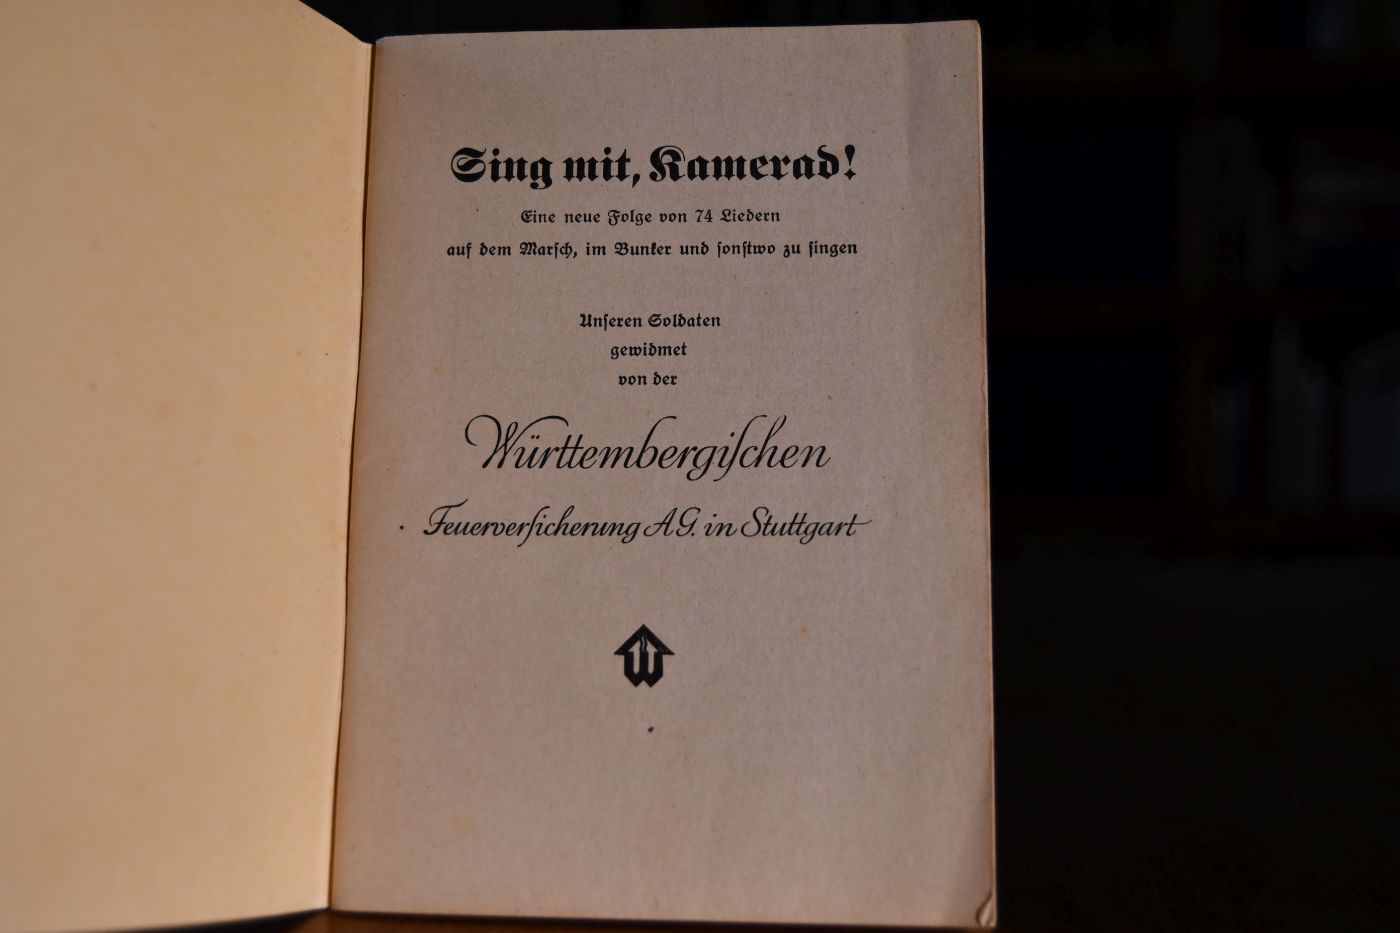 Sing mit, Kamerad!
Eine neue Folge von 74 Liedern
auf dem Marſch, im Bunker und ſonſtwo zu ſingen
Unſeren Soldaten
gewidmet
von der
Württembergiſchen
Feuerverſicherung A.G. in Stuttgart
W